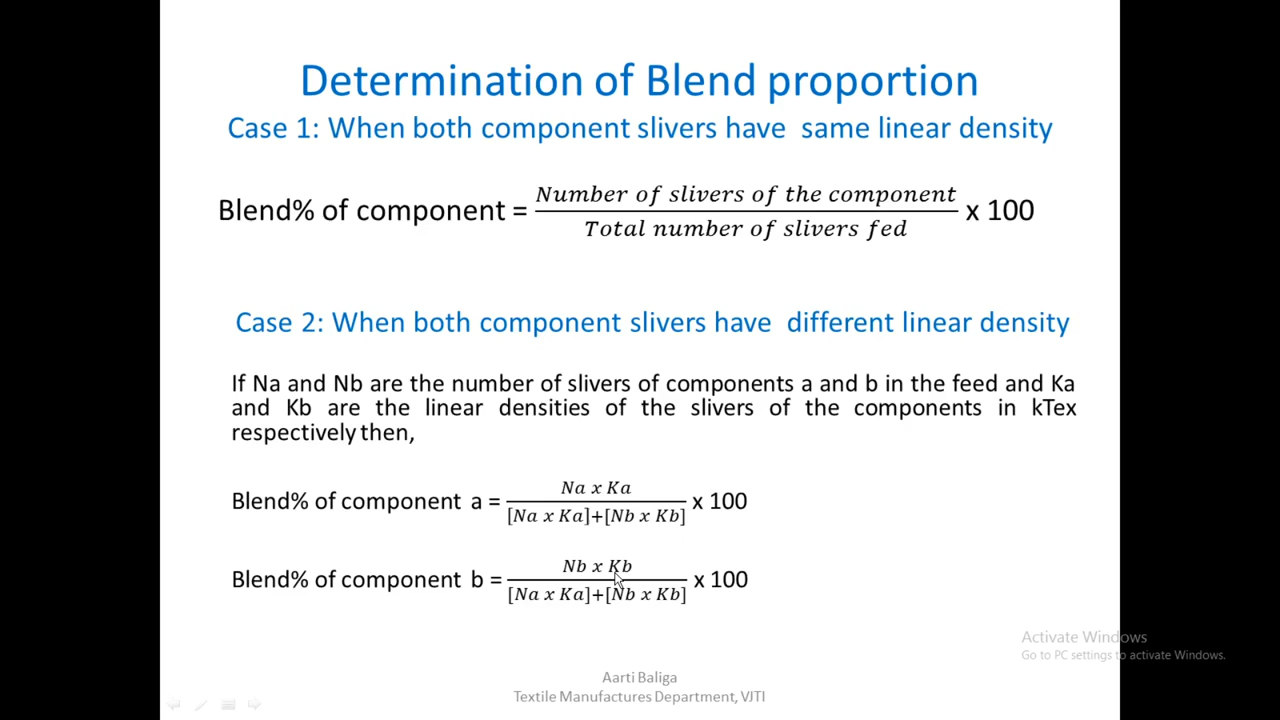 Determination of Blend proportion
Case 1: When both component slivers have same linear density
Blend% of component = Number of slivers of the component / Total number of slivers fed x 100
Case 2: When both component slivers have different linear density
If Na and Nb are the number of slivers of components a and b in the feed and Ka
and Kb are the linear densities of the slivers of the components in kTex
respectively then,
Blend% of component a = Na x Ka / [Na x Ka]+[Nb x Kb] x 100
Blend% of component b = Nb x Kb / [Na x Ka]+[Nb x Kb] x 100
Activate Windows
Go to PC settings to activate Windows.
Aarti Baliga
Textile Manufactures Department, VJTI